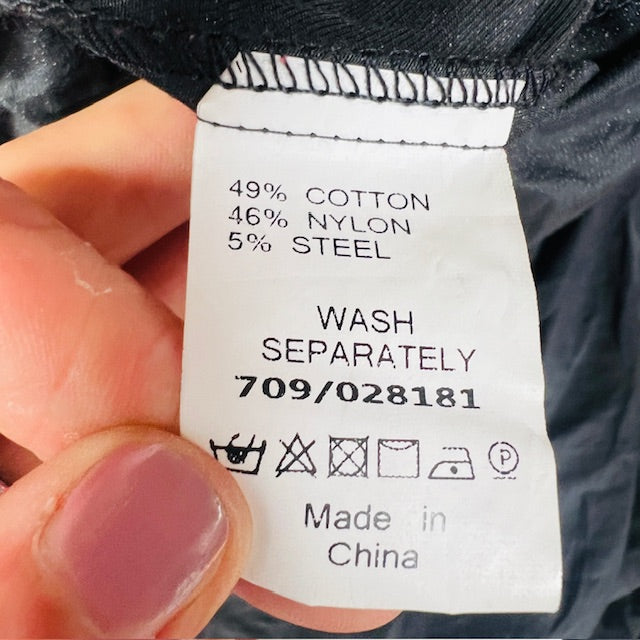 49% COTTON
46% NYLON
5% STEEL
WASH
SEPARATELY
709/028181
P
Made in
China